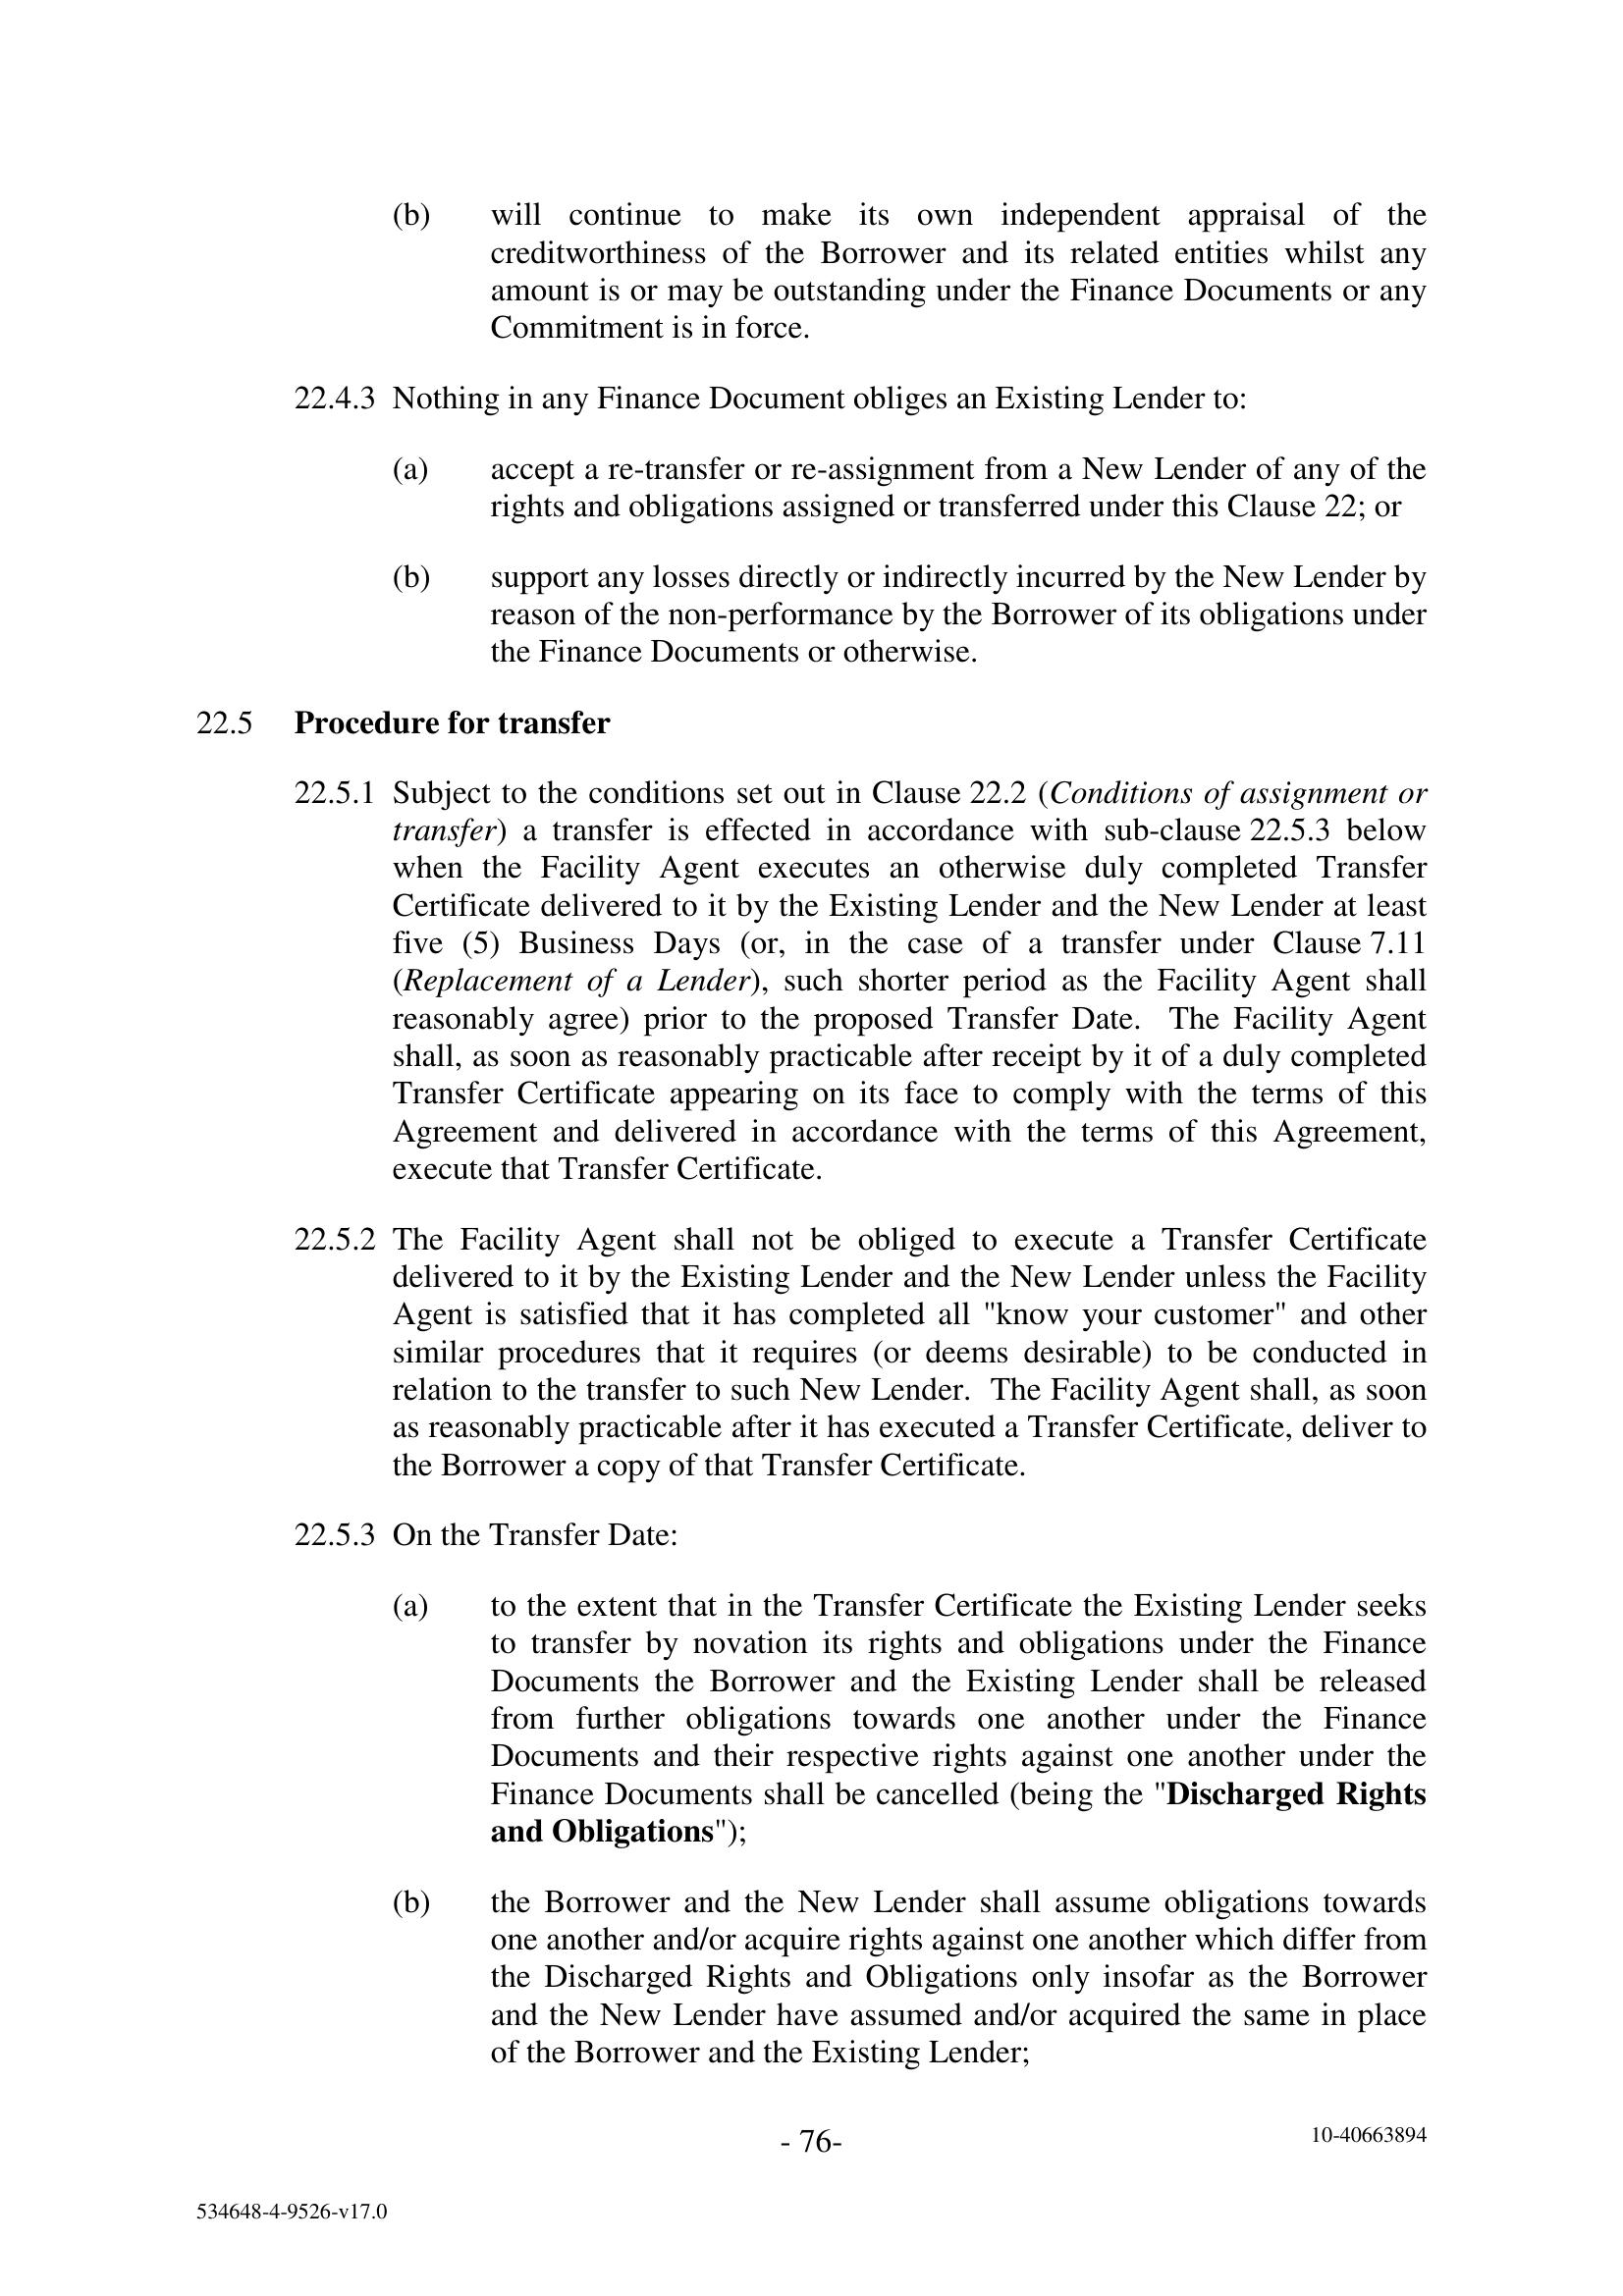 (b) will continue to make its own independent appraisal of the
creditworthiness of the Borrower and its related entities whilst any
amount is or may be outstanding under the Finance Documents or any
Commitment is in force.
22.4.3 Nothing in any Finance Document obliges an Existing Lender to:
(a) accept a re-transfer or re-assignment from a New Lender of any of the
rights and obligations assigned or transferred under this Clause 22; or
(b) support any losses directly or indirectly incurred by the New Lender by
reason of the non-performance by the Borrower of its obligations under
the Finance Documents or otherwise.
22.5 Procedure for transfer
22.5.1 Subject to the conditions set out in Clause 22.2 (Conditions of assignment or
transfer) a transfer is effected in accordance with sub-clause 22.5.3 below
when the Facility Agent executes an otherwise duly completed Transfer
Certificate delivered to it by the Existing Lender and the New Lender at least
five (5) Business Days (or, in the case of a transfer under Clause 7.11
(Replacement of a Lender), such shorter period as the Facility Agent shall
reasonably agree) prior to the proposed Transfer Date. The Facility Agent
shall, as soon as reasonably practicable after receipt by it of a duly completed
Transfer Certificate appearing on its face to comply with the terms of this
Agreement and delivered in accordance with the terms of this Agreement,
execute that Transfer Certificate.
22.5.2 The Facility Agent shall not be obliged to execute a Transfer Certificate
delivered to it by the Existing Lender and the New Lender unless the Facility
Agent is satisfied that it has completed all "know your customer" and other
similar procedures that it requires (or deems desirable) to be conducted in
relation to the transfer to such New Lender. The Facility Agent shall, as soon
as reasonably practicable after it has executed a Transfer Certificate, deliver to
the Borrower a copy of that Transfer Certificate.
22.5.3 On the Transfer Date:
(a) to the extent that in the Transfer Certificate the Existing Lender seeks
to transfer by novation its rights and obligations under the Finance
Documents the Borrower and the Existing Lender shall be released
from further obligations towards one another under the Finance
Documents and their respective rights against one another under the
Finance Documents shall be cancelled (being the "Discharged Rights
and Obligations");
(b) the Borrower and the New Lender shall assume obligations towards
one another and/or acquire rights against one another which differ from
the Discharged Rights and Obligations only insofar as the Borrower
and the New Lender have assumed and/or acquired the same in place
of the Borrower and the Existing Lender;
- 76-
10-40663894
534648-4-9526-v17.0